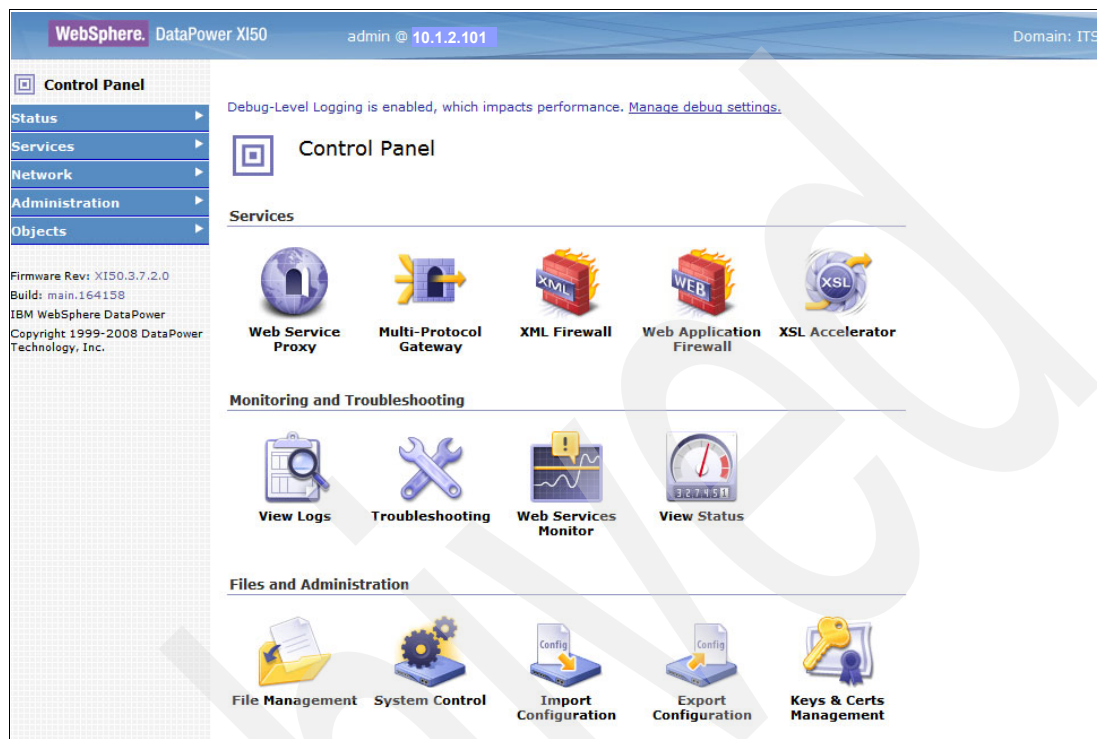 WebSphere. DataPower XI50 admin @ 10.1.2.101 Domain: ITS
Control Panel
Status
Services
Network
Administration
Objects
Firmware Rev: XI50.3.7.2.0
Build: main.164158
IBM WebSphere DataPower
Copyright 1999-2008 DataPower
Technology, Inc.
Debug-Level Logging is enabled, which impacts performance. Manage debug settings.
Control Panel
Services
XML
WEB
XSL
Web Service
Proxy
Multi-Protocol
Gateway
XML Firewall
Web Application
Firewall
XSL Accelerator
Monitoring and Troubleshooting
!
View Logs
Troubleshooting
Web Services
Monitor
View Status
Files and Administration
Config
Config
File Management
System Control
Import
Configuration
Export
Configuration
Keys & Certs
Management